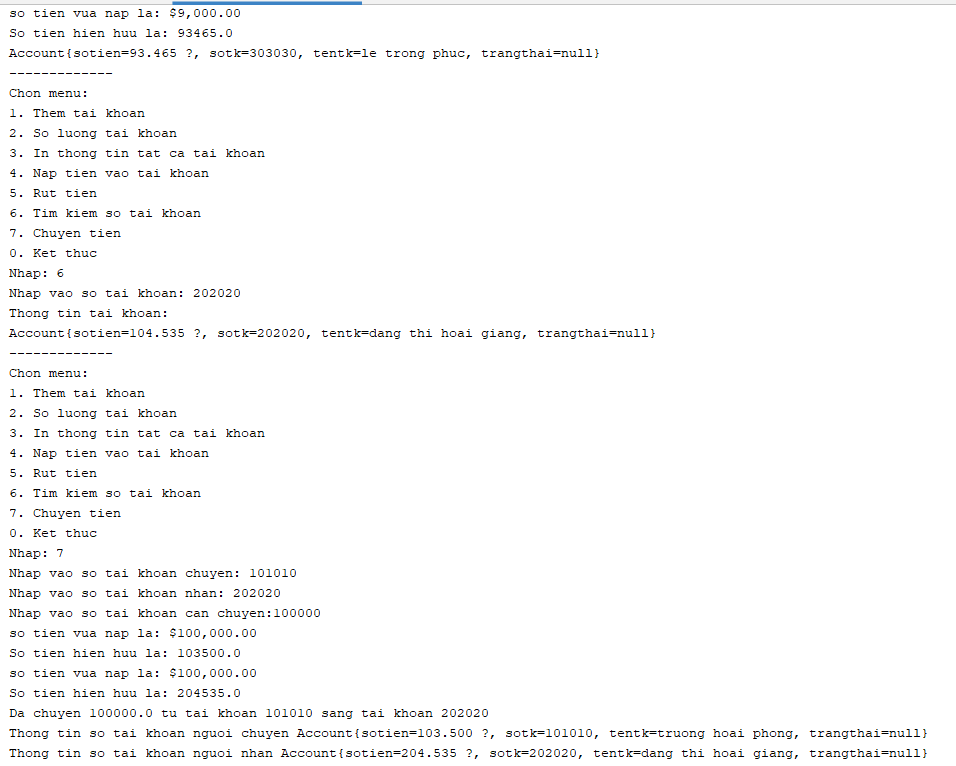 so tien vua nap la: $9,000.00
So tien hien huu la: 93465.0
Account{sotien=93.465 ?, sotk=303030, tentk=le trong phuc, trangthai=null}
-------------
Chon menu:
1. Them tai khoan
2. So luong tai khoan
3. In thong tin tat ca tai khoan
4. Nap tien vao tai khoan
5. Rut tien
6. Tim kiem so tai khoan
7. Chuyen tien
0. Ket thuc
Nhap: 6
Nhap vao so tai khoan: 202020
Thong tin tai khoan:
Account{sotien=104.535 ?, sotk=202020, tentk=dang thi hoai giang, trangthai=null}
-------------
Chon menu:
1. Them tai khoan
2. So luong tai khoan
3. In thong tin tat ca tai khoan
4. Nap tien vao tai khoan
5. Rut tien
6. Tim kiem so tai khoan
7. Chuyen tien
0. Ket thuc
Nhap: 7
Nhap vao so tai khoan chuyen: 101010
Nhap vao so tai khoan nhan: 202020
Nhap vao so tai khoan can chuyen:100000
so tien vua nap la: $100,000.00
So tien hien huu la: 103500.0
so tien vua nap la: $100,000.00
So tien hien huu la: 204535.0
Da chuyen 100000.0 tu tai khoan 101010 sang tai khoan 202020
Thong tin so tai khoan nguoi chuyen Account{sotien=103.500 ?, sotk=101010, tentk=truong hoai phong, trangthai=null}
Thong tin so tai khoan nguoi nhan Account{sotien=204.535 ?, sotk=202020, tentk=dang thi hoai giang, trangthai=null}